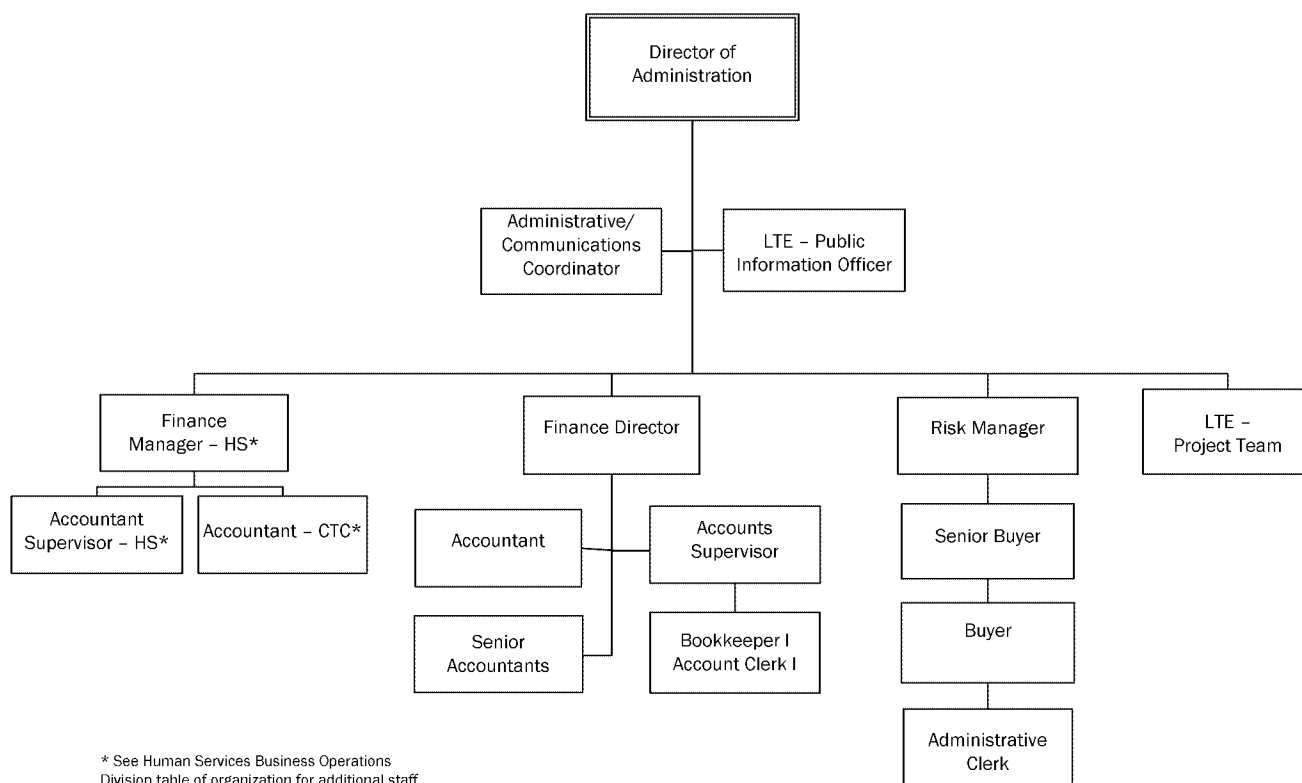 Director of
Administration
Administrative/
Communications
Coordinator
LTE – Public
Information Officer
Finance
Manager – HS*
Finance Director
Risk Manager
LTE –
Project Team
Accountant
Supervisor – HS*
Accountant – CTC*
Accountant
Accounts
Supervisor
Senior Buyer
Senior
Accountants
Bookkeeper I
Account Clerk I
Buyer
Administrative
Clerk
* See Human Services Business Operations
Division table of organization for additional staff